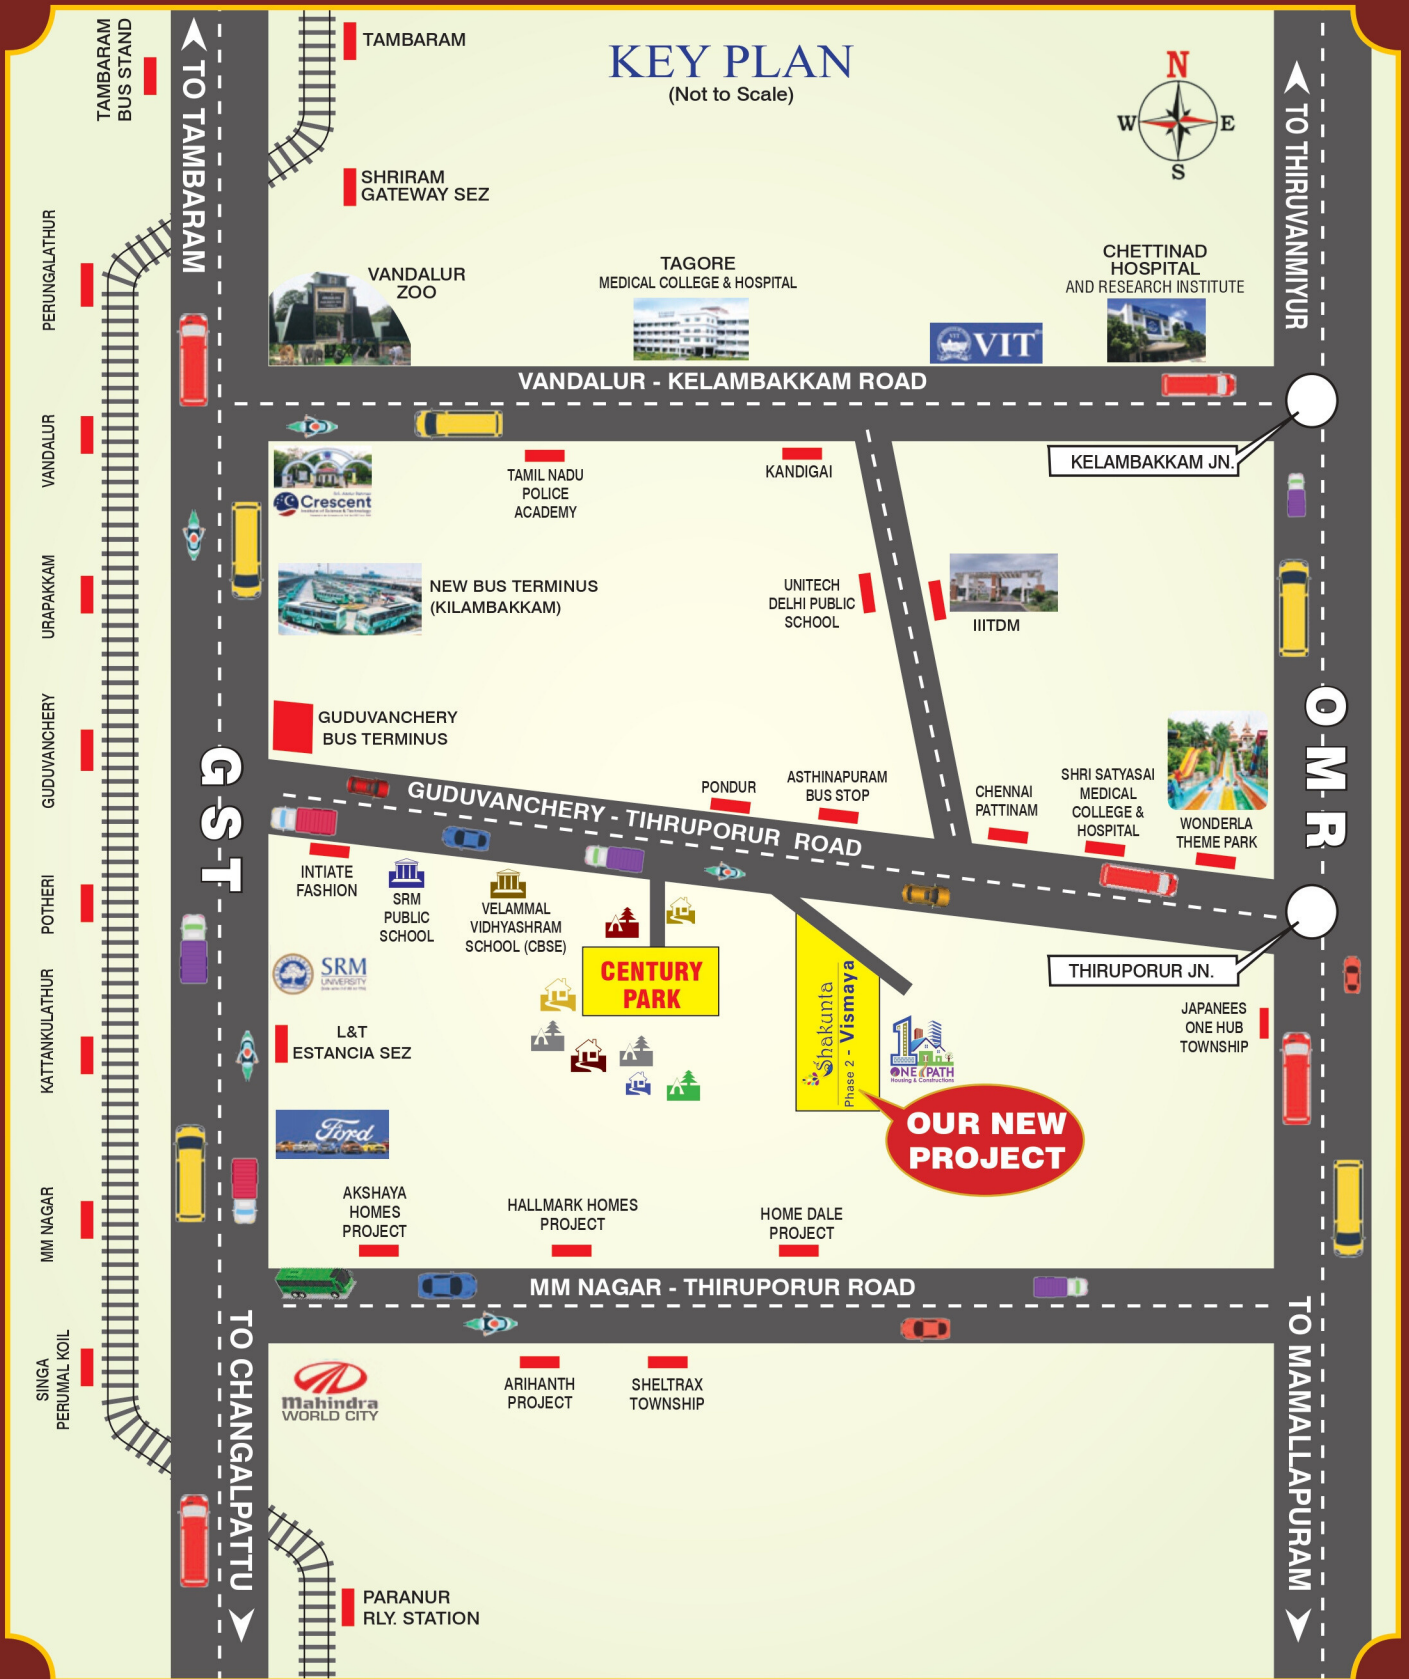 KEY PLAN
(Not to Scale)
N
W
E
S
TAMBARAM
BUS STAND
TO TAMBARAM
TAMBARAM
SHRIRAM
GATEWAY SEZ
TO THIRUVANMIYUR
PERUNGALATHUR
VANDALUR
ZOO
TAGORE
MEDICAL COLLEGE & HOSPITAL
VIT
CHETTINAD
HOSPITAL
AND RESEARCH INSTITUTE
VANDALUR - KELAMBAKKAM ROAD
KELAMBAKKAM JN.
VANDALUR
Crescent
TAMIL NADU
POLICE
ACADEMY
KANDIGAI
URAPAKKAM
NEW BUS TERMINUS
(KILAMBAKKAM)
UNITECH
DELHI PUBLIC
SCHOOL
IIITDM
GUDUVANCHERY
GUDUVANCHERY
BUS TERMINUS
GST
OMR
GUDUVANCHERY - TIHRUPORUR ROAD
PONDUR
ASTHINAPURAM
BUS STOP
CHENNAI
PATTINAM
SHRI SATYASAI
MEDICAL
COLLEGE &
HOSPITAL
WONDERLA
THEME PARK
INTIATE
FASHION
SRM
PUBLIC
SCHOOL
VELAMMAL
VIDHYASHRAM
SCHOOL (CBSE)
POTHERI
SRM
UNIVERSITY
CENTURY
PARK
Shakunta
Phase 2 - Vismaya
ONE PATH
Housing & Constructions
THIRUPORUR JN.
JAPANEES
ONE HUB
TOWNSHIP
KATTANKULATHUR
L&T
ESTANCIA SEZ
Ford
OUR NEW
PROJECT
MM NAGAR
AKSHAYA
HOMES
PROJECT
HALLMARK HOMES
PROJECT
HOME DALE
PROJECT
MM NAGAR - THIRUPORUR ROAD
SINGA
PERUMAL KOIL
TO CHANGALPATTU
TO MAMALLAPURAM
Mahindra
WORLD CITY
ARIHANTH
PROJECT
SHELTRAX
TOWNSHIP
PARANUR
RLY. STATION